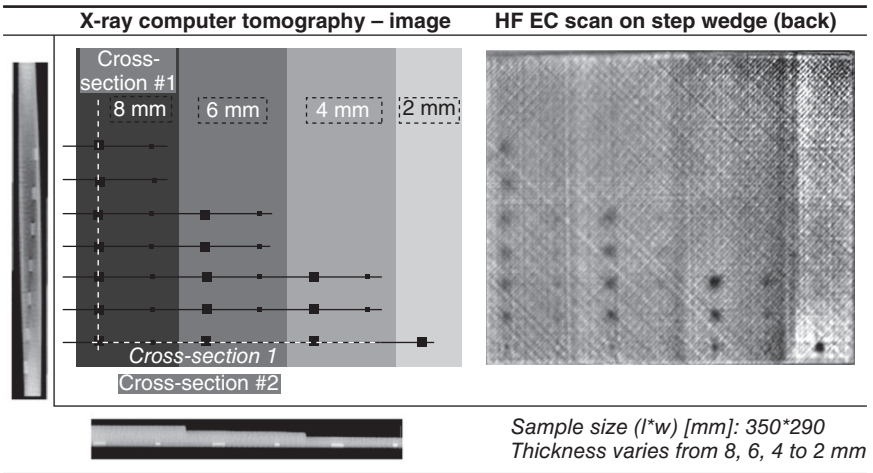 X-ray computer tomography – image
HF EC scan on step wedge (back)
Cross-
section #1
8 mm
6 mm
4 mm
2 mm
Cross-section 1
Cross-section #2
Sample size (l*w) [mm]: 350*290
Thickness varies from 8, 6, 4 to 2 mm